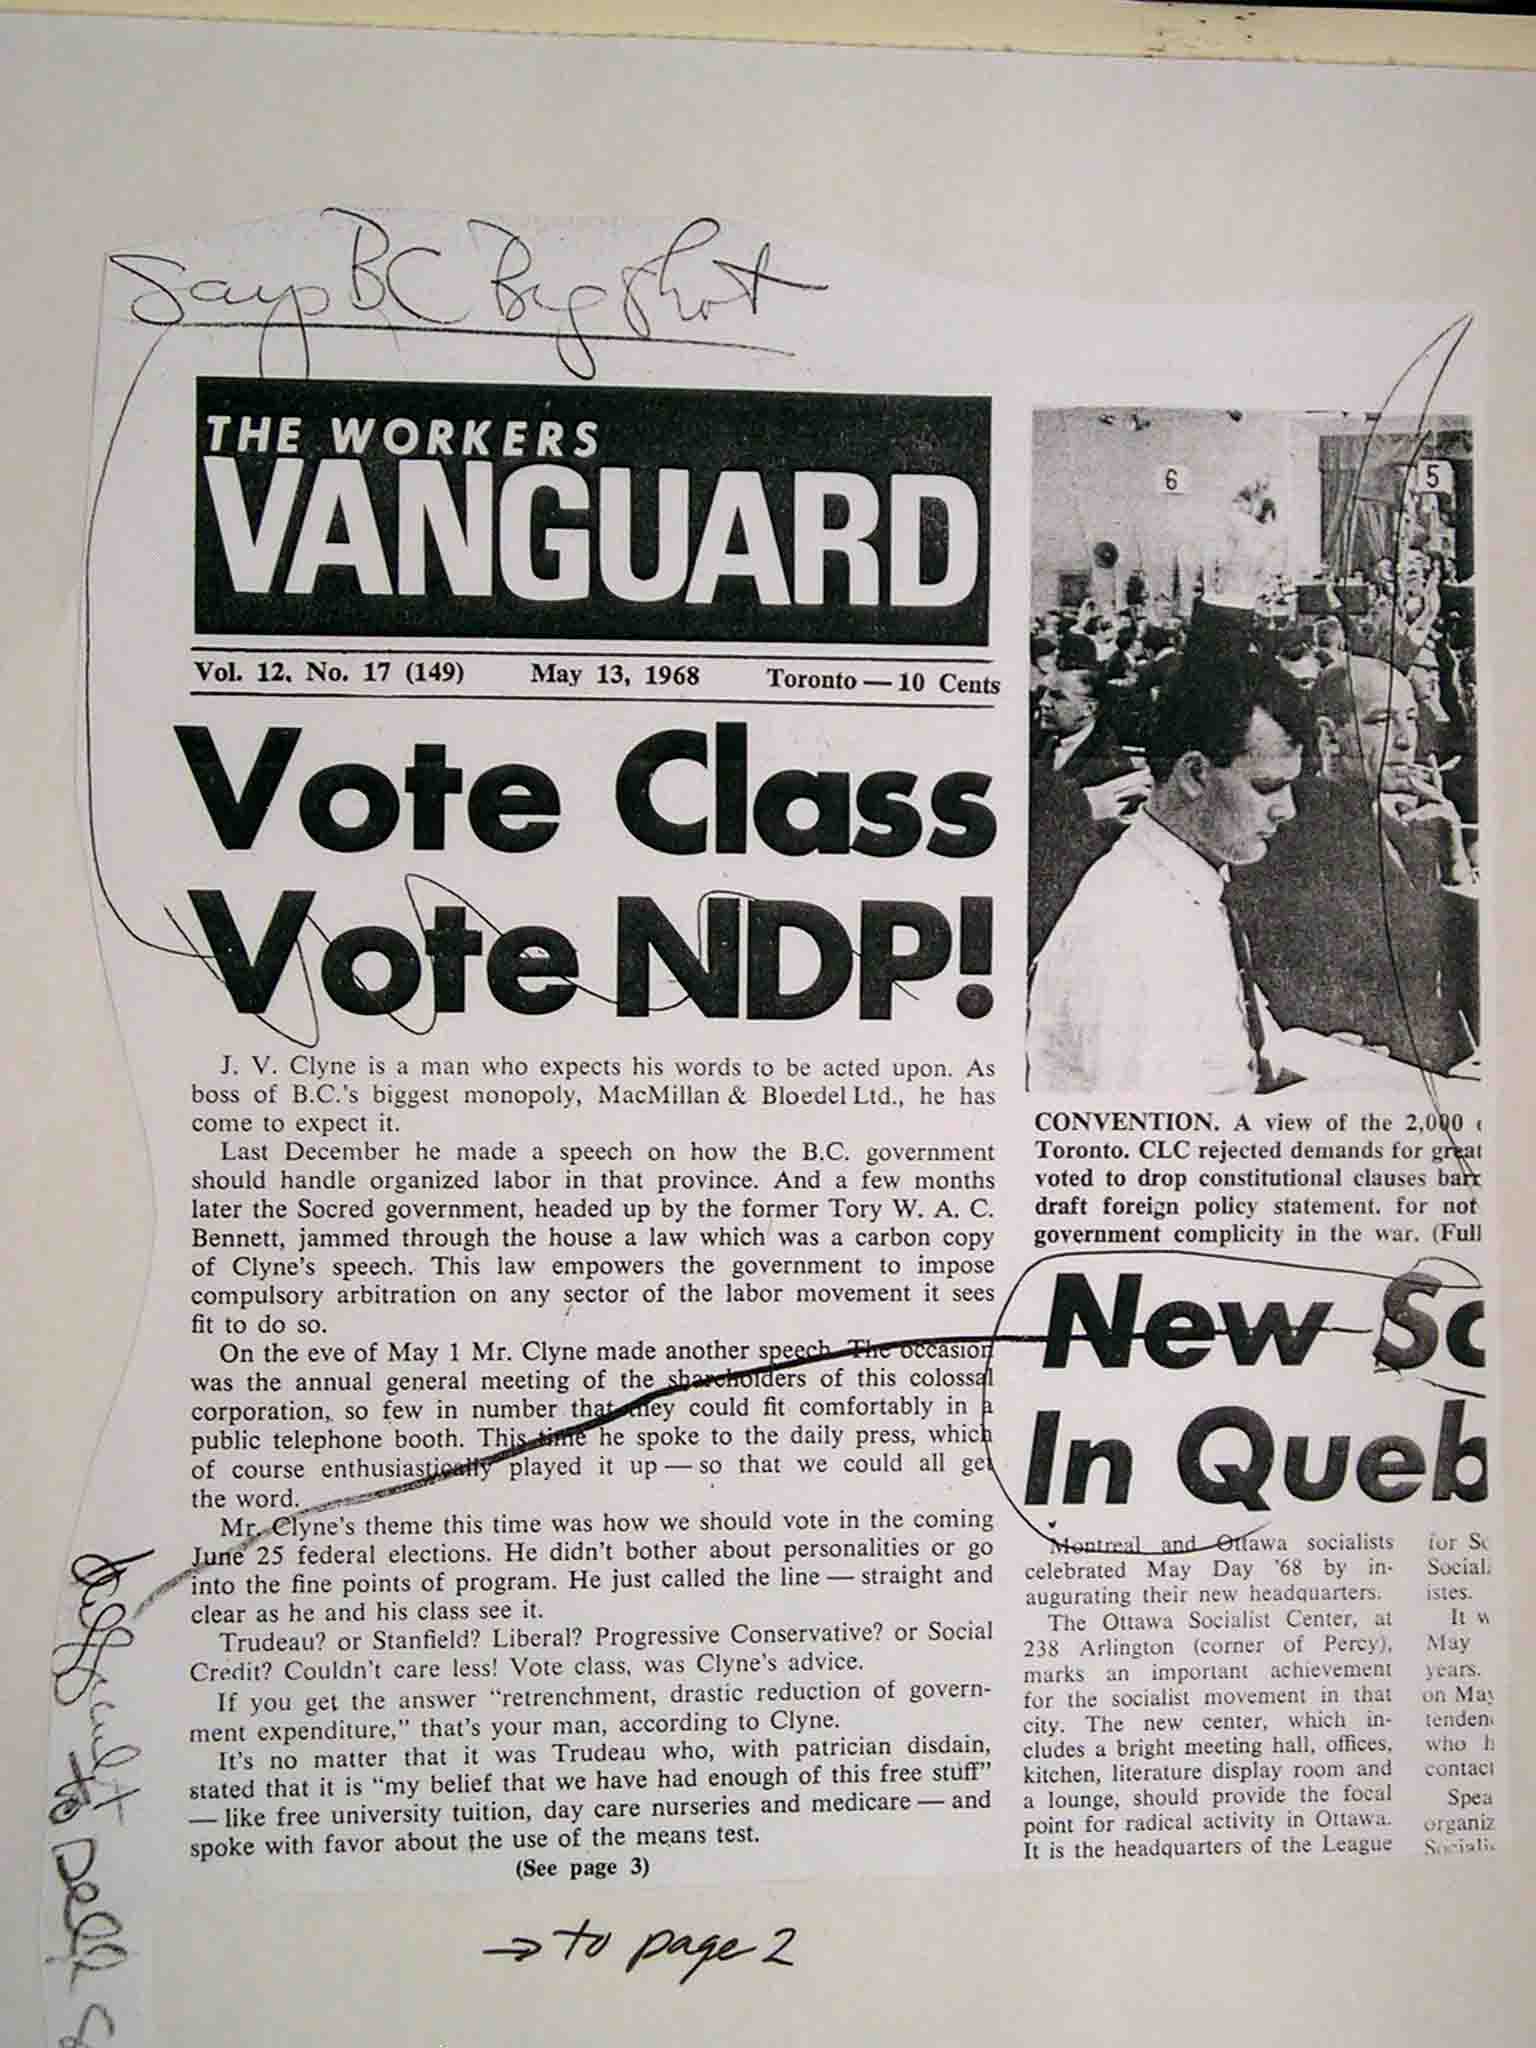 Says BC Big Shot
THE WORKERS
VANGUARD
Vol. 12, No. 17 (149) May 13, 1968 Toronto — 10 Cents
Vote Class
Vote NDP!
J. V. Clyne is a man who expects his words to be acted upon. As
boss of B.C.'s biggest monopoly, MacMillan & Bloedel Ltd., he has
come to expect it.
Last December he made a speech on how the B.C. government
should handle organized labor in that province. And a few months
later the Socred government, headed up by the former Tory W. A. C.
Bennett, jammed through the house a law which was a carbon copy
of Clyne's speech. This law empowers the government to impose
compulsory arbitration on any sector of the labor movement it sees
fit to do so.
On the eve of May 1 Mr. Clyne made another speech. The occasion
was the annual general meeting of the shareholders of this colossal
corporation, so few in number that they could fit comfortably in a
public telephone booth. This time he spoke to the daily press, which
of course enthusiastically played it up — so that we could all get
the word.
Mr. Clyne's theme this time was how we should vote in the coming
June 25 federal elections. He didn't bother about personalities or go
into the fine points of program. He just called the line — straight and
clear as he and his class see it.
Trudeau? or Stanfield? Liberal? Progressive Conservative? or Social
Credit? Couldn't care less! Vote class, was Clyne's advice.
If you get the answer "retrenchment, drastic reduction of govern-
ment expenditure," that's your man, according to Clyne.
It's no matter that it was Trudeau who, with patrician disdain,
stated that it is "my belief that we have had enough of this free stuff"
— like free university tuition, day care nurseries and medicare — and
spoke with favor about the use of the means test.
(See page 3)
→ to page 2
6
5
CONVENTION. A view of the 2,000
Toronto. CLC rejected demands for great
voted to drop constitutional clauses barr
draft foreign policy statement. for not
government complicity in the war. (Full
New So
In Queb
Montreal and Ottawa socialists
celebrated May Day '68 by in-
augurating their new headquarters.
The Ottawa Socialist Center, at
238 Arlington (corner of Percy),
marks an important achievement
for the socialist movement in that
city. The new center, which in-
cludes a bright meeting hall, offices,
kitchen, literature display room and
a lounge, should provide the focal
point for radical activity in Ottawa.
It is the headquarters of the League
for Sc
Social
istes.
It w
May
years.
on May
tenden
who h
contact
Spea
organiz
Socialis
difficult to